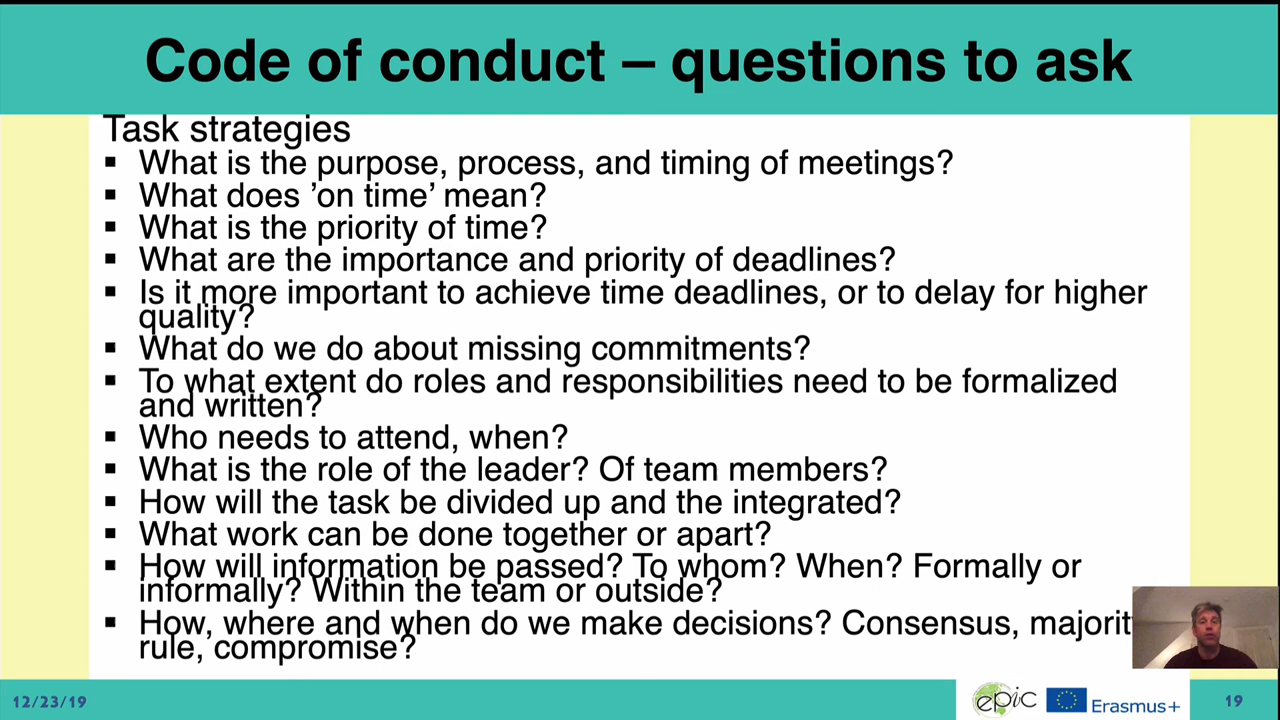 Code of conduct – questions to ask
Task strategies
▪ What is the purpose, process, and timing of meetings?
▪ What does ’on time’ mean?
▪ What is the priority of time?
▪ What are the importance and priority of deadlines?
▪ Is it more important to achieve time deadlines, or to delay for higher
quality?
▪ What do we do about missing commitments?
▪ To what extent do roles and responsibilities need to be formalized
and written?
▪ Who needs to attend, when?
▪ What is the role of the leader? Of team members?
▪ How will the task be divided up and the integrated?
▪ What work can be done together or apart?
▪ How will information be passed? To whom? When? Formally or
informally? Within the team or outside?
▪ How, where and when do we make decisions? Consensus, majorit
rule, compromise?
12/23/19
epic
Erasmus+
19